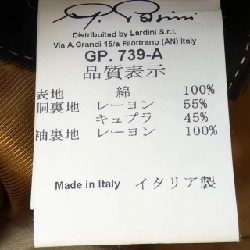 G. Pasini
Distributed by Lardini S.r.l.
Via A.Grandi 15/a Filottrano (AN) Italy
GP. 739-A
品質表示
表地 綿 100%
胴裏地 レーヨン 55%
キュプラ 45%
袖裏地 レーヨン 100%
Made in Italy イタリア製